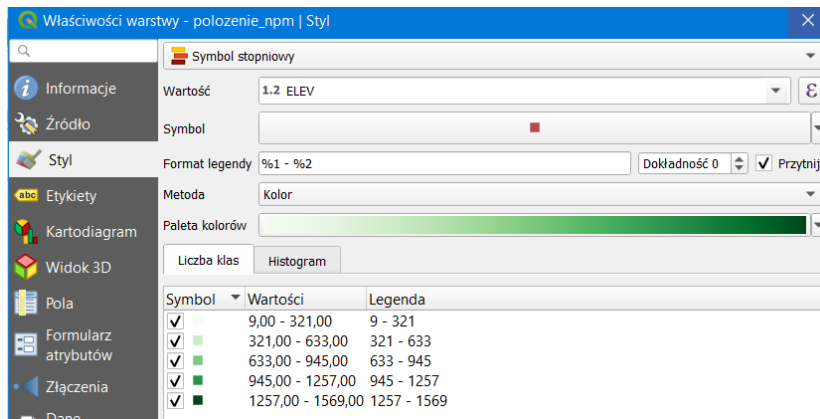 Właściwości warstwy - polozenie_npm | Styl
Symbol stopniowy
Informacje
Wartość 1.2 ELEV ε
Źródło
Symbol
Styl
Format legendy %1 - %2 Dokładność 0 Przytnij
abc Etykiety
Metoda Kolor
Kartodiagram
Paleta kolorów
Widok 3D
Liczba klas Histogram
Pola
Symbol Wartości Legenda
9,00 - 321,00 9 - 321
Formularz
atrybutów
321,00 - 633,00 321 - 633
633,00 - 945,00 633 - 945
945,00 - 1257,00 945 - 1257
Złączenia
1257,00 - 1569,00 1257 - 1569
Dane